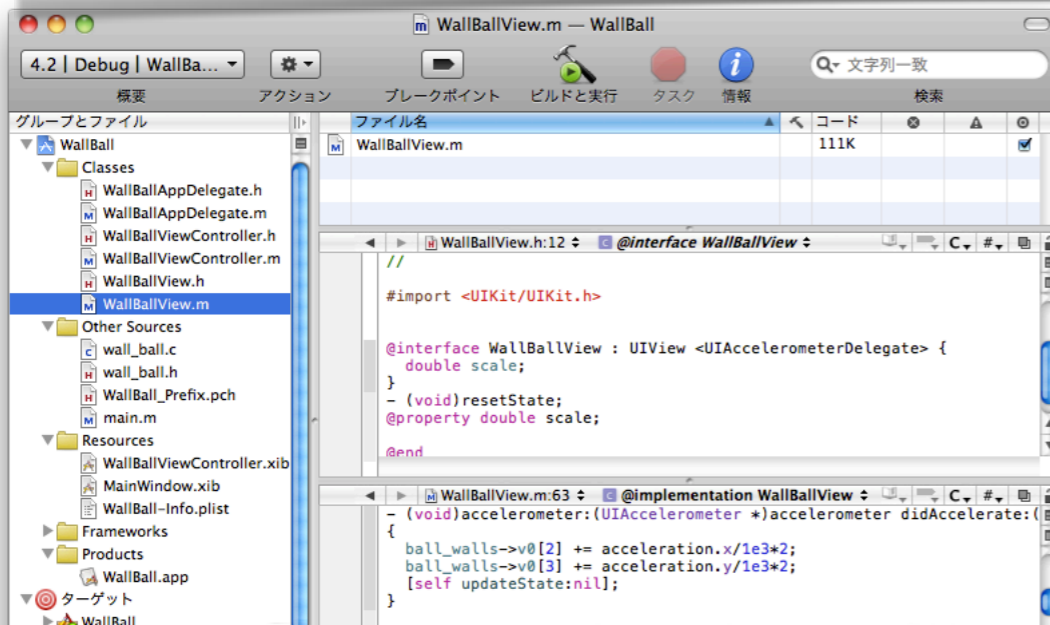 WallBallView.m — WallBall
4.2 | Debug | WallBa...
文字列一致
概要 アクション ブレークポイント ビルドと実行 タスク 情報 検索
グループとファイル
WallBall
Classes
WallBallAppDelegate.h
WallBallAppDelegate.m
WallBallViewController.h
WallBallViewController.m
WallBallView.h
WallBallView.m
Other Sources
wall_ball.c
wall_ball.h
WallBall_Prefix.pch
main.m
Resources
WallBallViewController.xib
MainWindow.xib
WallBall-Info.plist
Frameworks
Products
WallBall.app
ターゲット
WallBall
ファイル名 コード
WallBallView.m 111K
WallBallView.h:12 @interface WallBallView C #
//
#import <UIKit/UIKit.h>
@interface WallBallView : UIView <UIAccelerometerDelegate> {
double scale;
}
- (void)resetState;
@property double scale;
@end
WallBallView.m:63 @implementation WallBallView C #
- (void)accelerometer:(UIAccelerometer *)accelerometer didAccelerate:(
{
ball_walls->v0[2] += acceleration.x/1e3*2;
ball_walls->v0[3] += acceleration.y/1e3*2;
[self updateState:nil];
}